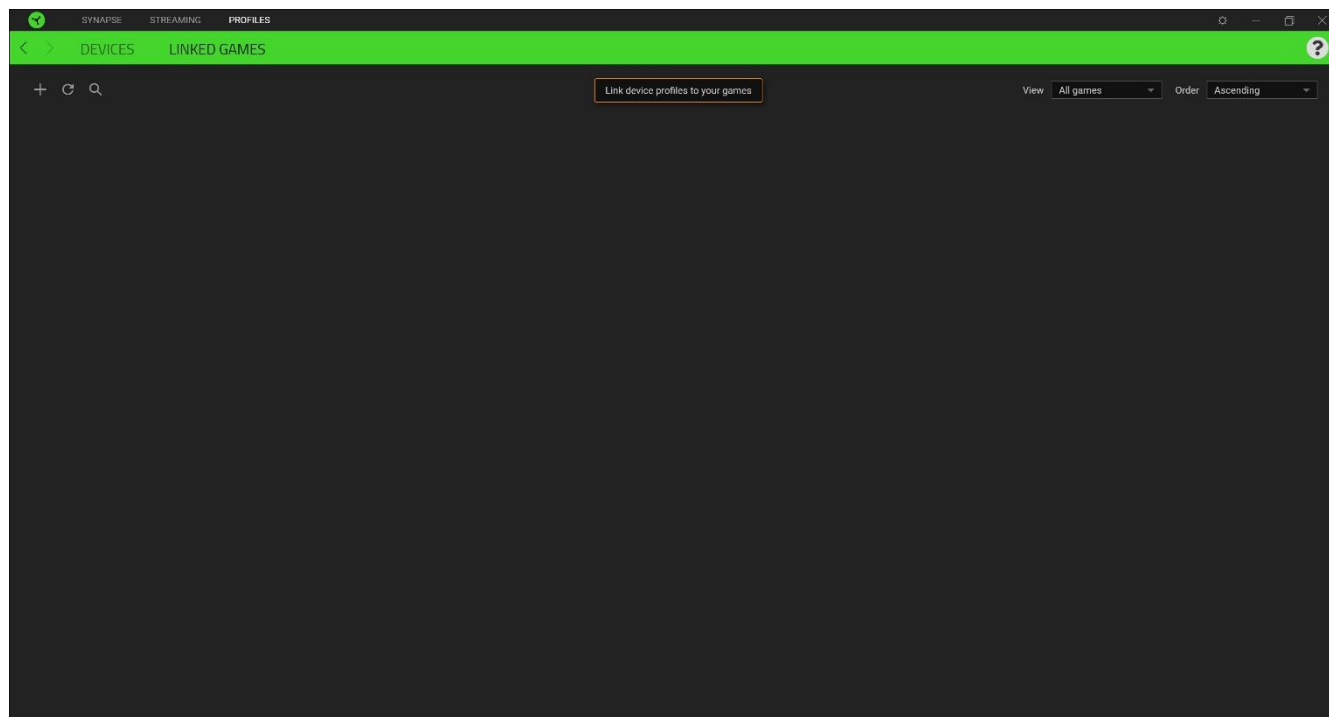 SYNAPSE STREAMING PROFILES
DEVICES LINKED GAMES
?
Link device profiles to your games
View All games Order Ascending